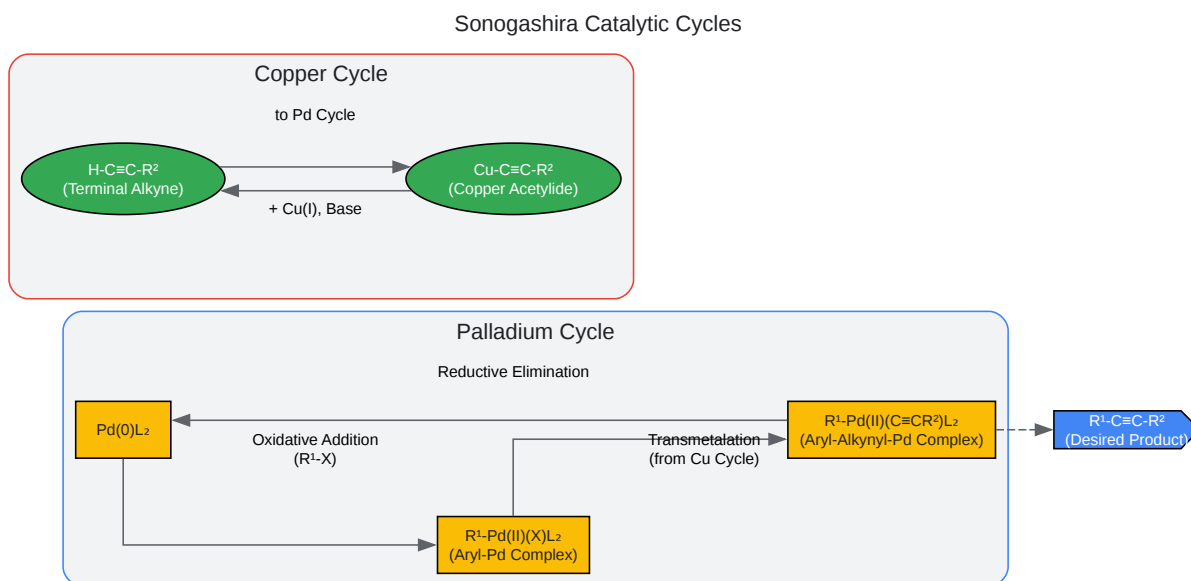 Sonogashira Catalytic Cycles
Copper Cycle
to Pd Cycle
H-C≡C-R²
(Terminal Alkyne)
Cu-C≡C-R²
(Copper Acetylide)
+ Cu(I), Base
Palladium Cycle
Reductive Elimination
Pd(0)L₂
Oxidative Addition
(R¹-X)
Transmetalation
(from Cu Cycle)
R¹-Pd(II)(C≡CR²)L₂
(Aryl-Alkynyl-Pd Complex)
R¹-C≡C-R²
(Desired Product)
R¹-Pd(II)(X)L₂
(Aryl-Pd Complex)